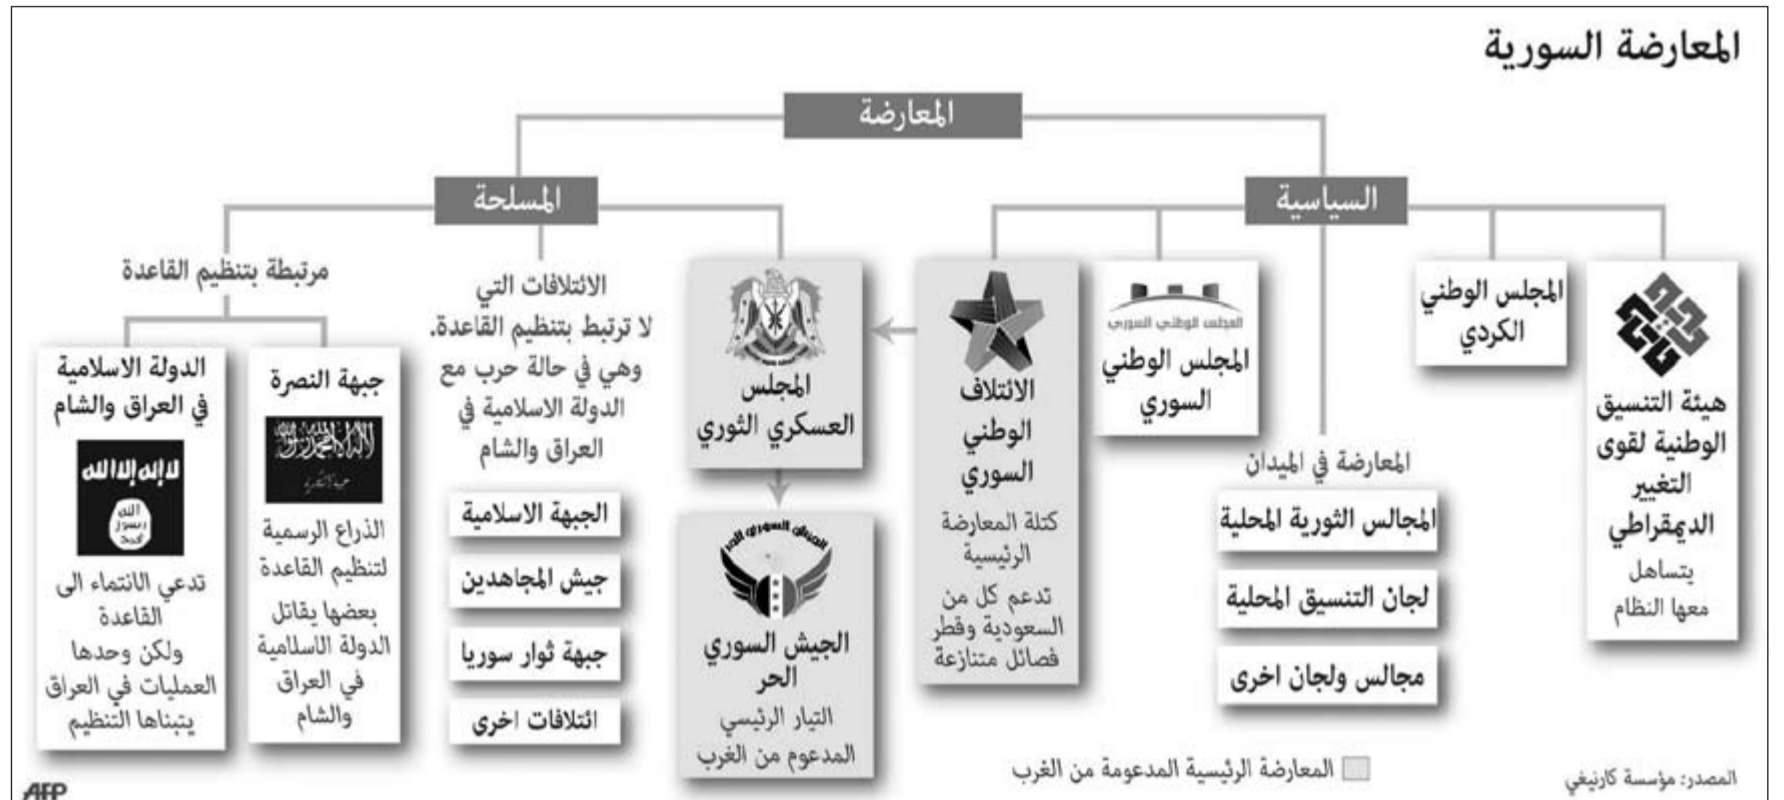 المعارضة السورية
المعارضة
السياسية
المسلحة
هيئة التنسيق
الوطنية لقوى
التغيير
الديمقراطي
يتساهل
معها النظام
المجلس الوطني
الكردي
المعارضة في الميدان
المجالس الثورية المحلية
لجان التنسيق المحلية
مجالس ولجان اخرى
المجلس الوطني السوري
المجلس الوطني
السوري
الائتلاف
الوطني
السوري
كتلة المعارضة
الرئيسية
تدعم كل من
السعودية وقطر
فصائل متنازعة
المجلس
العسكري الثوري
الجيش السوري الحر
الجيش السوري
الحر
التيار الرئيسي
المدعوم من الغرب
الائتلافات التي
لا ترتبط بتنظيم القاعدة.
وهي في حالة حرب مع
الدولة الاسلامية في
العراق والشام
الجبهة الاسلامية
جيش المجاهدين
جبهة ثوار سوريا
ائتلافات اخرى
مرتبطة بتنظيم القاعدة
جبهة النصرة
لا إله إلا الله محمد رسول الله
الذراع الرسمية
لتنظيم القاعدة
بعضها يقاتل
الدولة الاسلامية
في العراق
والشام
الدولة الاسلامية
في العراق والشام
لا إله إلا الله
الله
رسول
محمد
تدعي الانتماء الى
القاعدة
ولكن وحدها
العمليات في العراق
يتبناها التنظيم
المعارضة الرئيسية المدعومة من الغرب
المصدر: مؤسسة كارنيغي
AFP